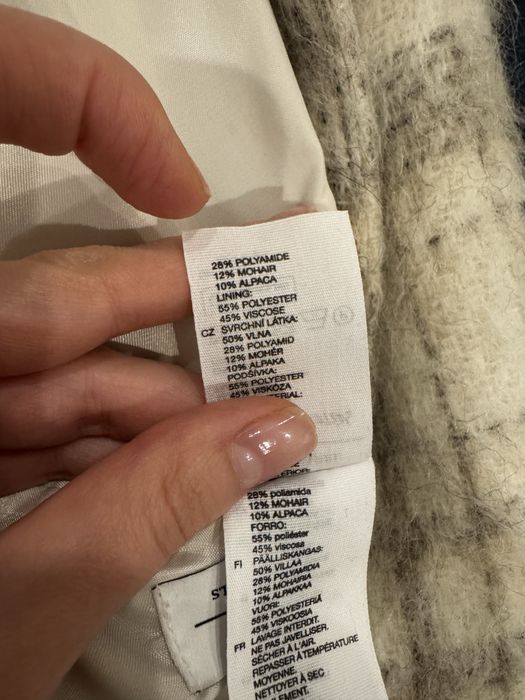 28% POLYAMIDE
12% MOHAIR
10% ALPACA
LINING:
55% POLYESTER
45% VISCOSE
CZ SVRCHNÍ LÁTKA:
50% VLNA
28% POLYAMID
12% MOHÉR
10% ALPAKA
PODŠÍVKA:
55% POLYESTER
45% VISKÓZA
28% poliamida
12% MOHAIR
10% ALPACA
FORRO:
55% poliéster
45% viscosa
FI PÄÄLLISKANGAS:
50% VILLAA
28% POLYAMIDIA
12% MOHAIRIA
10% ALPAKKAA
VUORI:
55% POLYESTERIÄ
45% VISKOOSIA
FR LAVAGE INTERDIT.
NE PAS JAVELLISER.
SÉCHER À L'AIR.
REPASSER À TEMPÉRATURE
MOYENNE.
NETTOYER À SEC